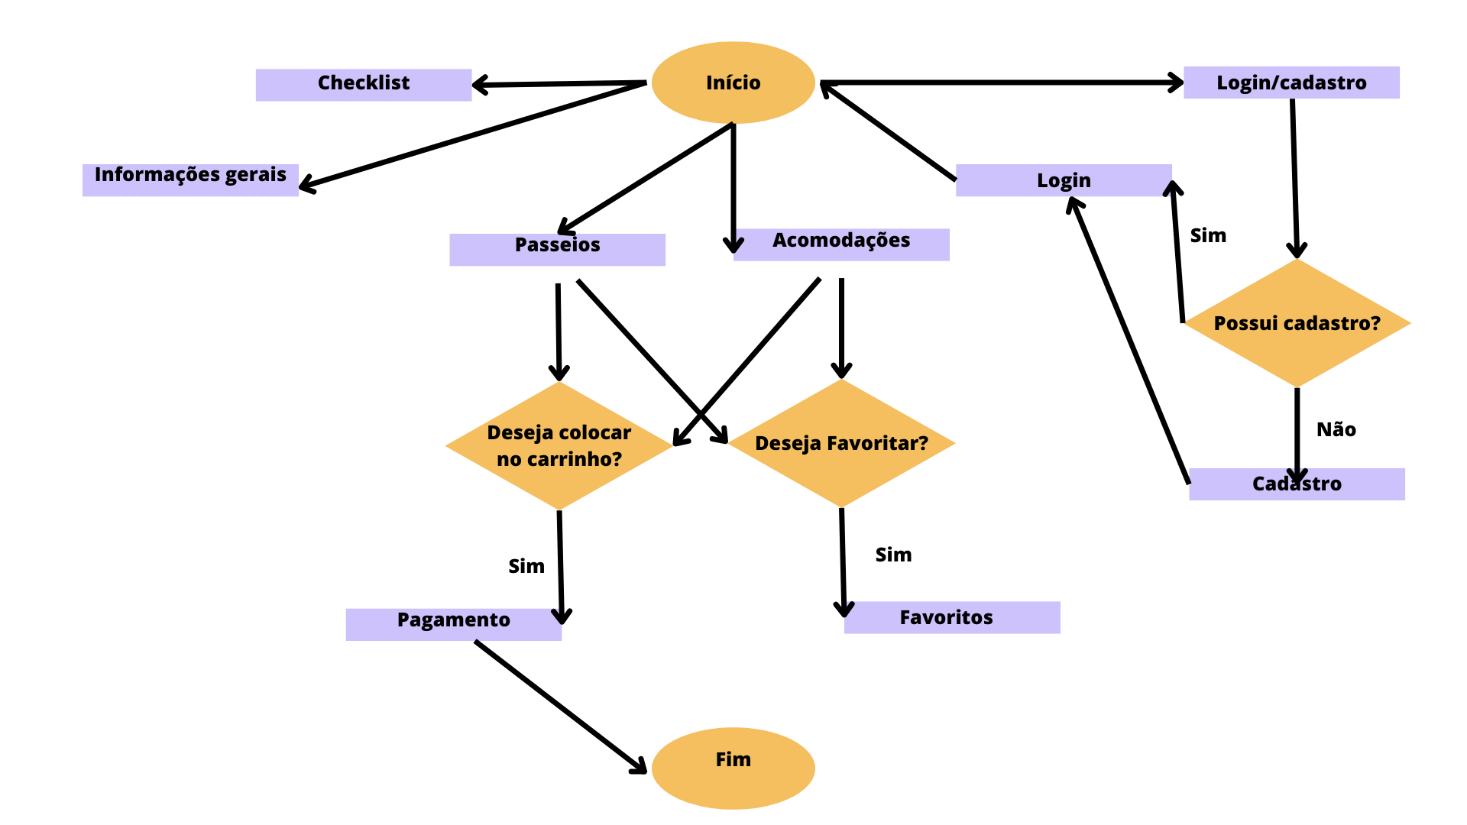 Checklist
Início
Login/cadastro
Informações gerais
Login
Passeios
Acomodações
Sim
Possui cadastro?
Deseja colocar
no carrinho?
Deseja Favoritar?
Não
Cadastro
Sim
Sim
Pagamento
Favoritos
Fim